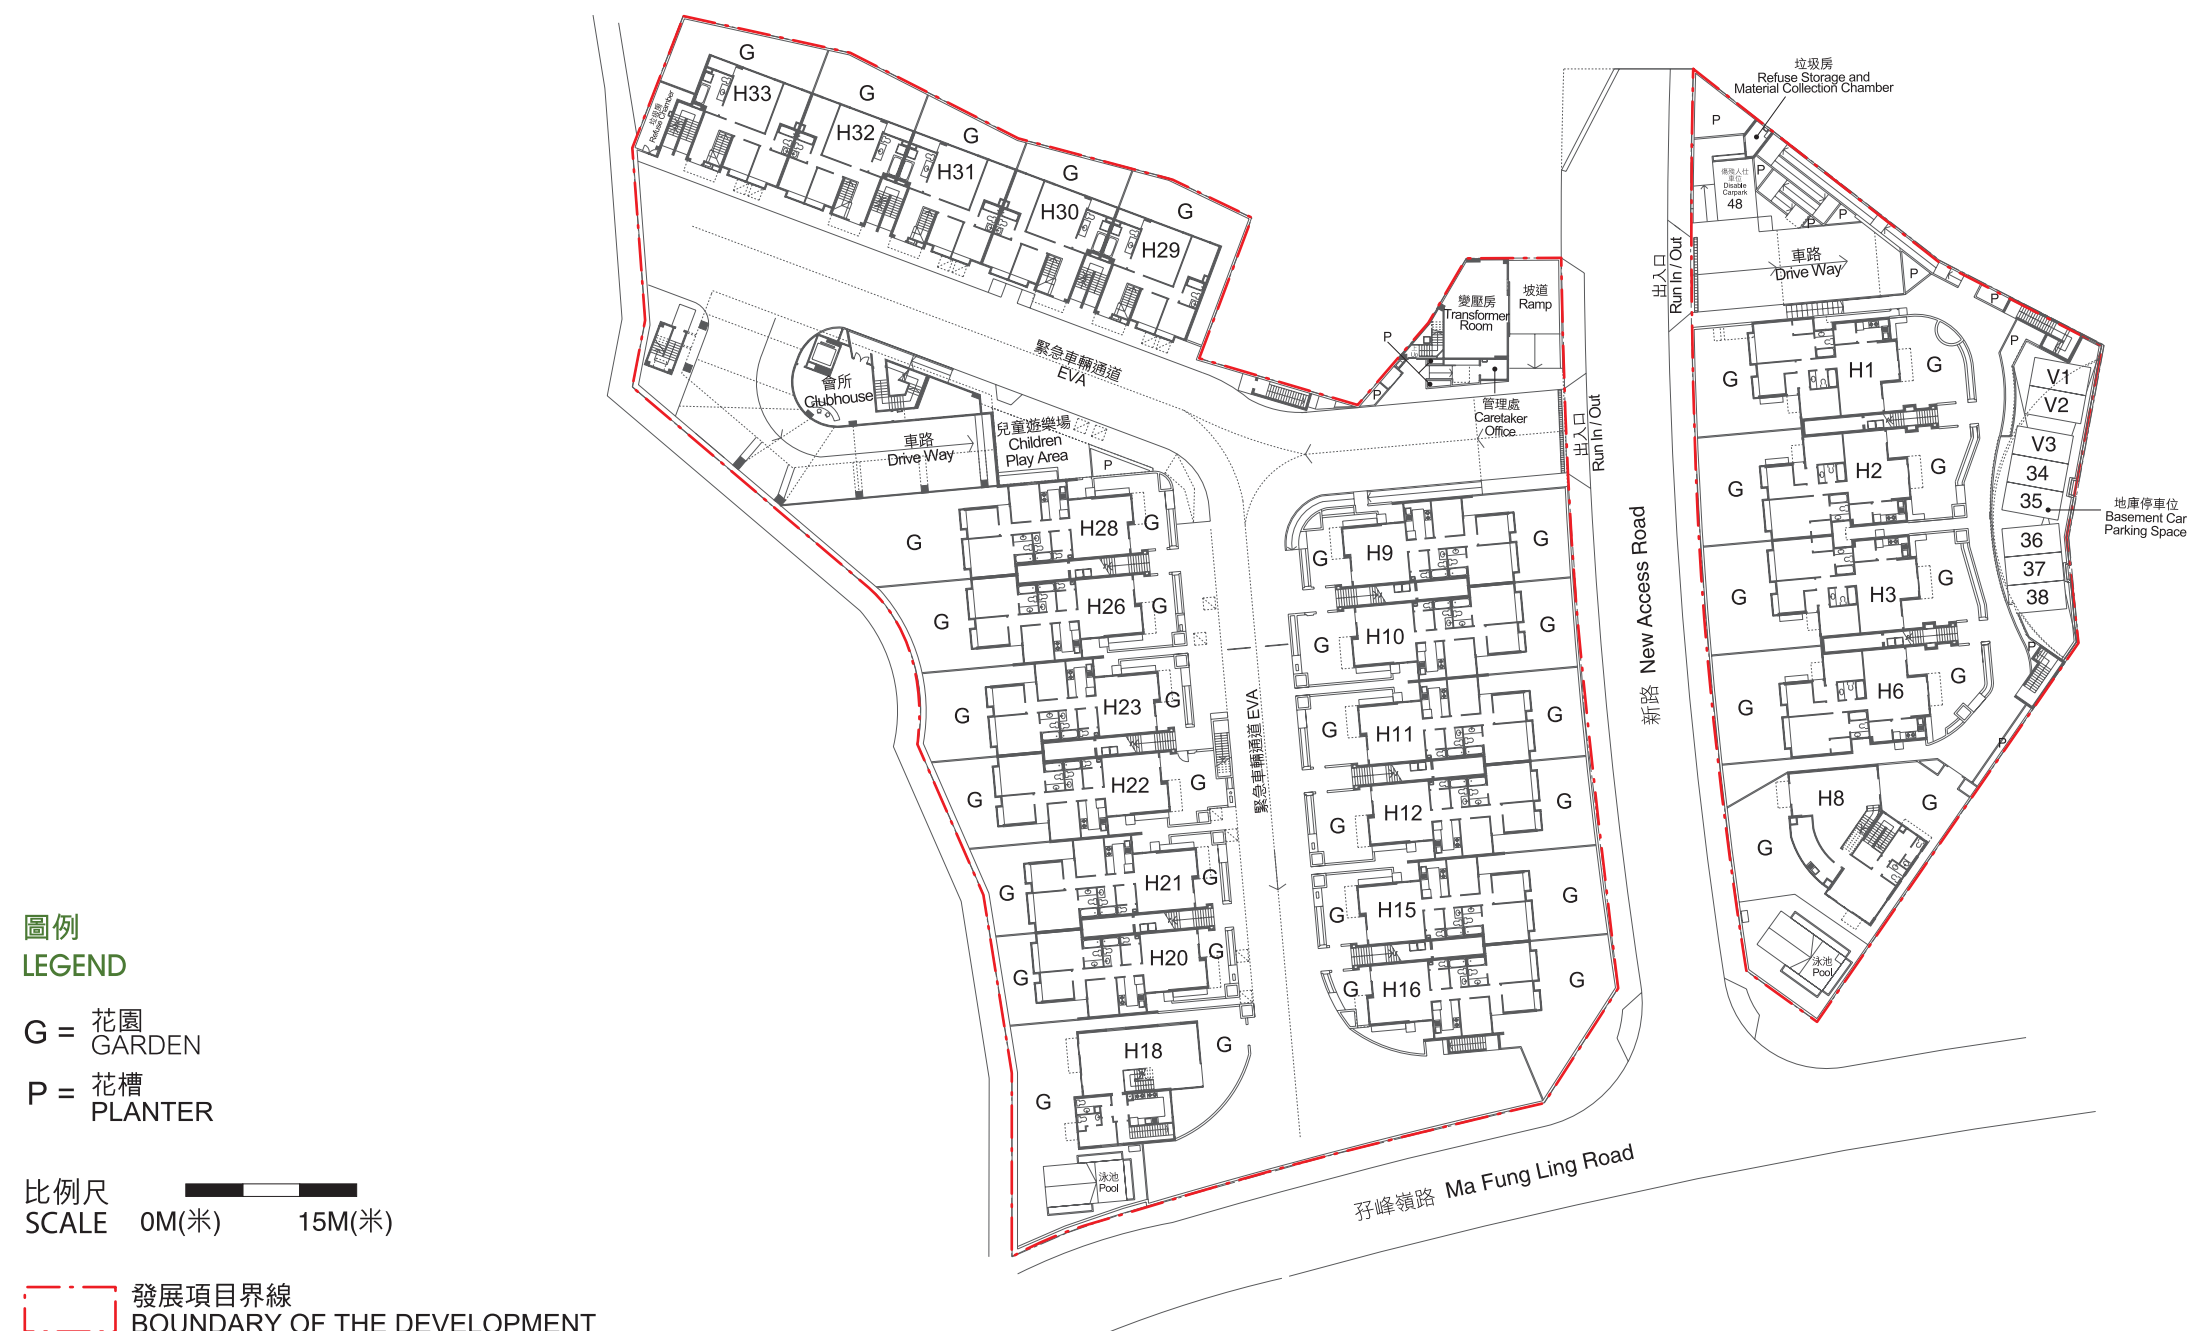 G
H33
垃圾房
Refuse Chamber
G
H32
G
H31
G
H30
G
H29
緊急車輛通道
EVA
會所
Clubhouse
車路
Drive Way
兒童遊樂場
Children
Play Area
P
變壓房
Transformer
Room
坡道
Ramp
P
P
管理處
Caretaker
Office
出入口
Run In / Out
出入口
Run In / Out
垃圾房
Refuse Storage and
Material Collection Chamber
P
傷殘人仕
車位
Disable
Carpark
48
P
P
P
車路
Drive Way
P
P
P
G
H1
G
V1
V2
V3
34
35
36
37
38
地庫停車位
Basement Car
Parking Space
G
H2
G
G
H3
G
G
H6
G
P
P
H8
G
G
泳池
Pool
G
H28
G
G
H26
G
G
H23
G
G
H22
G
G
H21
G
G
H20
G
H18
G
G
泳池
Pool
緊急車輛通道 EVA
G
H9
G
G
H10
G
G
H11
G
G
H12
G
G
H15
G
G
H16
G
新路 New Access Road
孖峰嶺路 Ma Fung Ling Road
圖例
LEGEND
G = 花園
GARDEN
P = 花槽
PLANTER
比例尺
SCALE 0M(米) 15M(米)
發展項目界線
BOUNDARY OF THE DEVELOPMENT